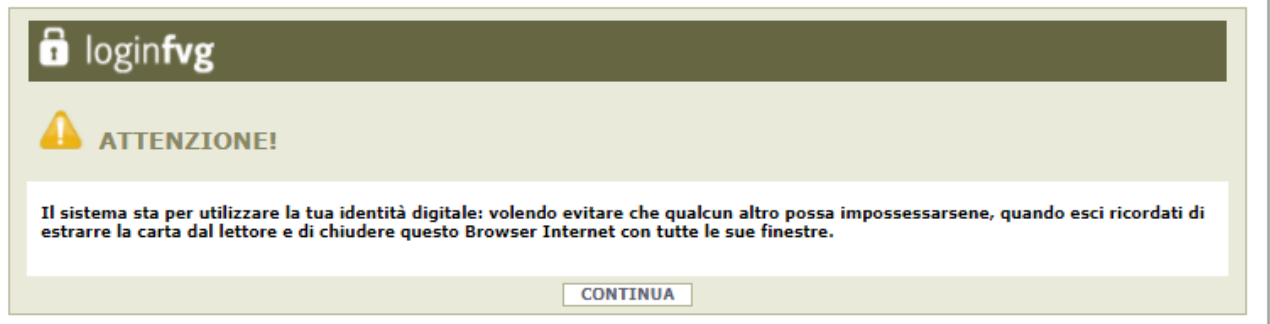 loginfvg
ATTENZIONE!
Il sistema sta per utilizzare la tua identità digitale: volendo evitare che qualcun altro possa impossessarsene, quando esci ricordati di
estrarre la carta dal lettore e di chiudere questo Browser Internet con tutte le sue finestre.
CONTINUA